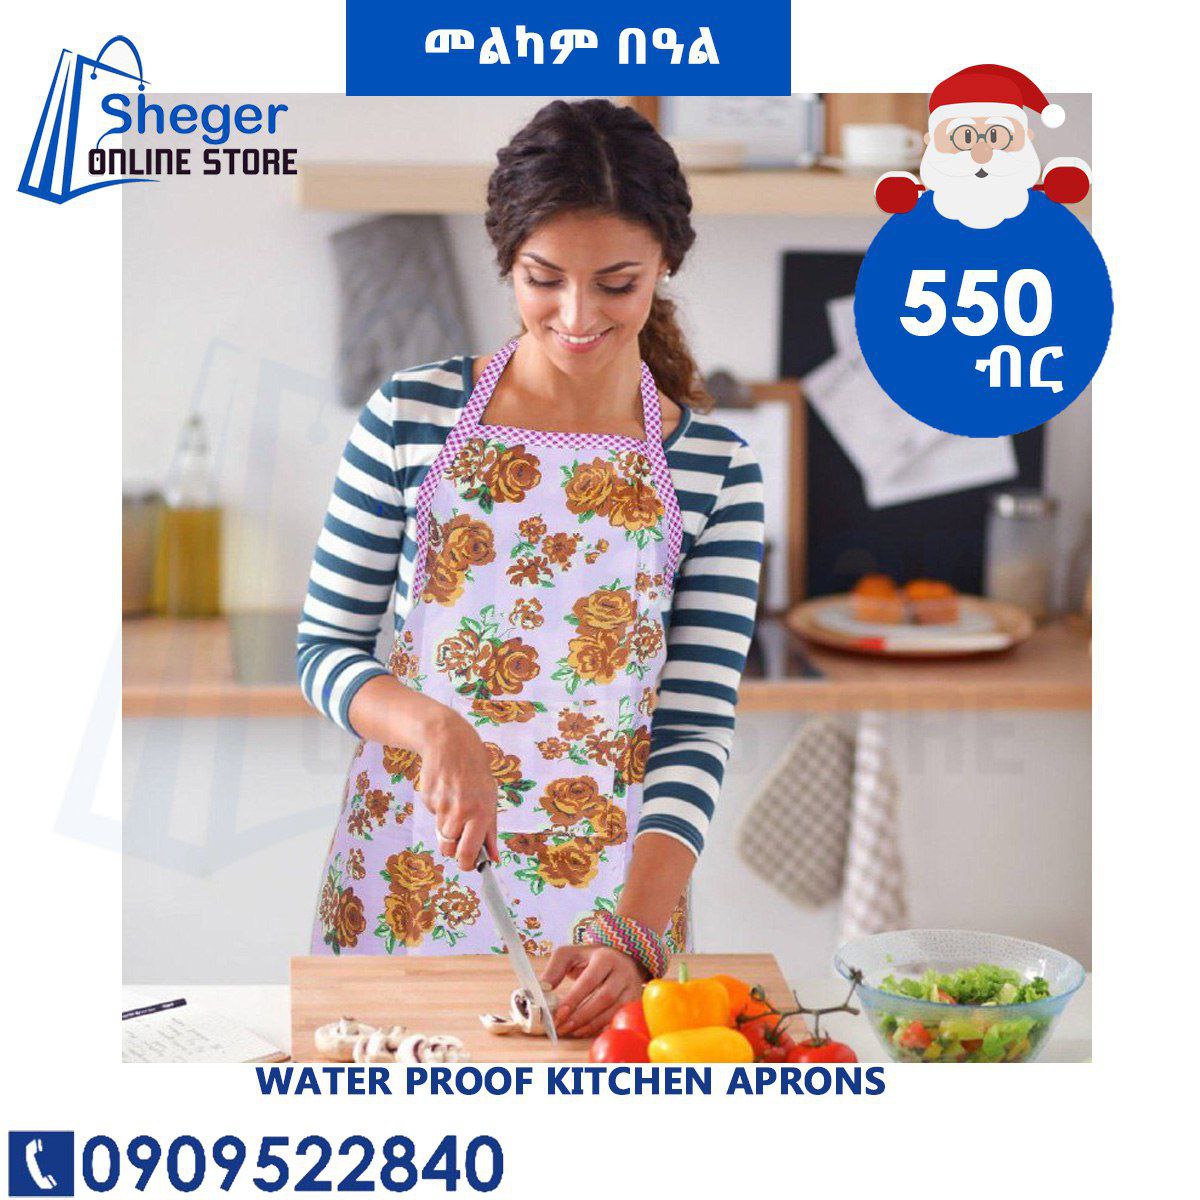 መልካም በዓል
Sheger
ONLINE STORE
550
ብር
WATER PROOF KITCHEN APRONS
0909522840